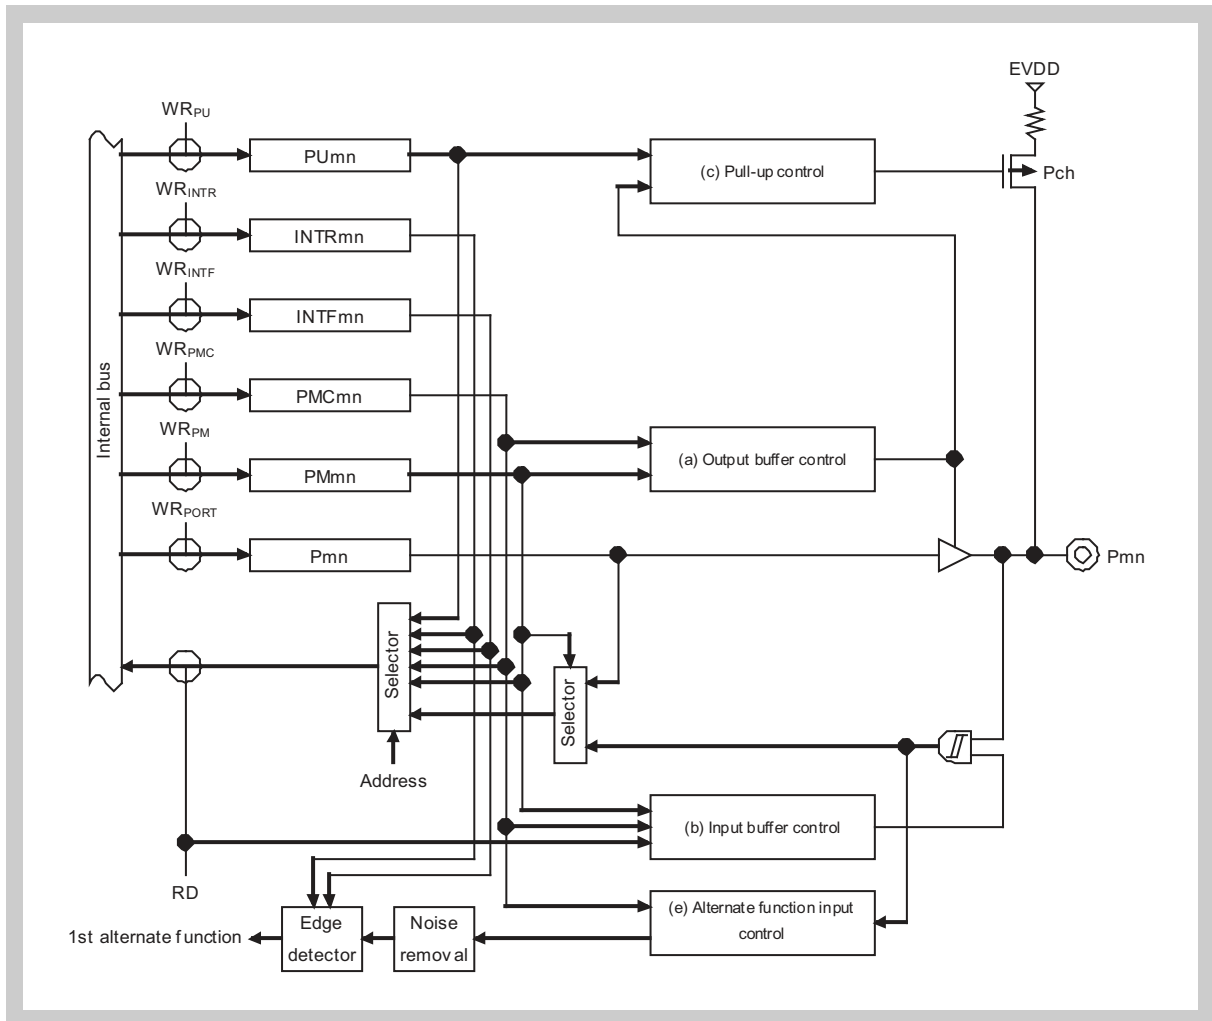 EVDD
WRPU
PUmn
(c) Pull-up control
Pch
WRINTR
INTRmn
WRINTF
INTFmn
WRPMC
PMCmn
Internal bus
WRPM
PMmn
(a) Output buffer control
WRPORT
Pmn
Pmn
Selector
Selector
Address
(b) Input buffer control
RD
(e) Alternate function input
control
Edge
detector
Noise
removal
1st alternate function